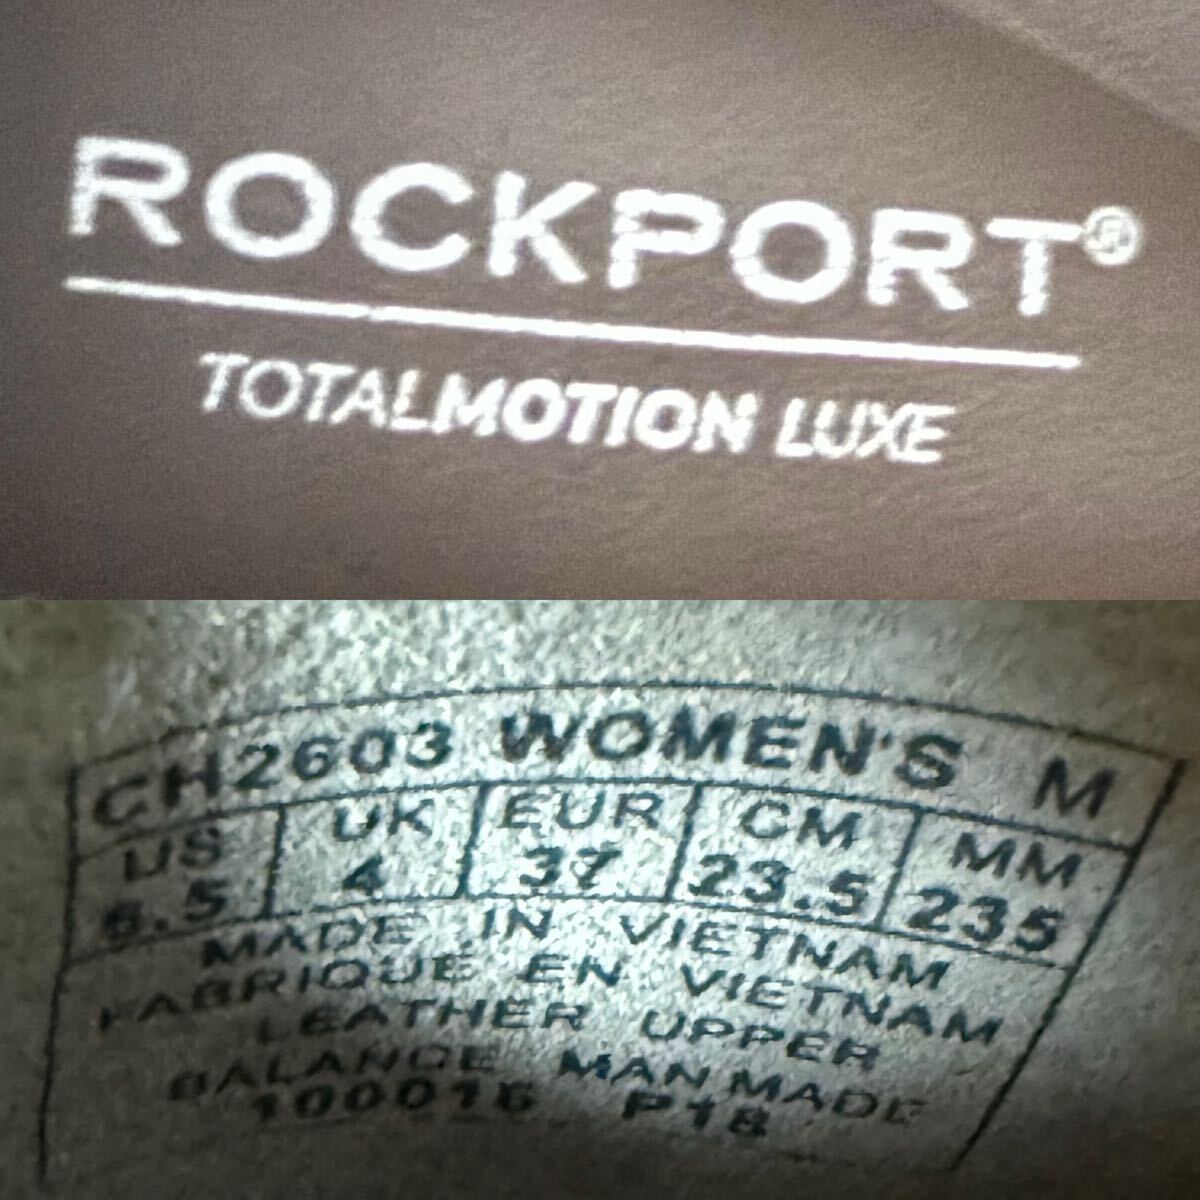 ROCKPORT®
TOTALMOTION LUXE
CH2603 WOMEN'S M
US UK EUR CM MM
6.5 4 37 23.5 235
MADE IN VIETNAM
FABRIQUE EN VIETNAM
LEATHER UPPER
BALANCE MAN MADE
100016 P18